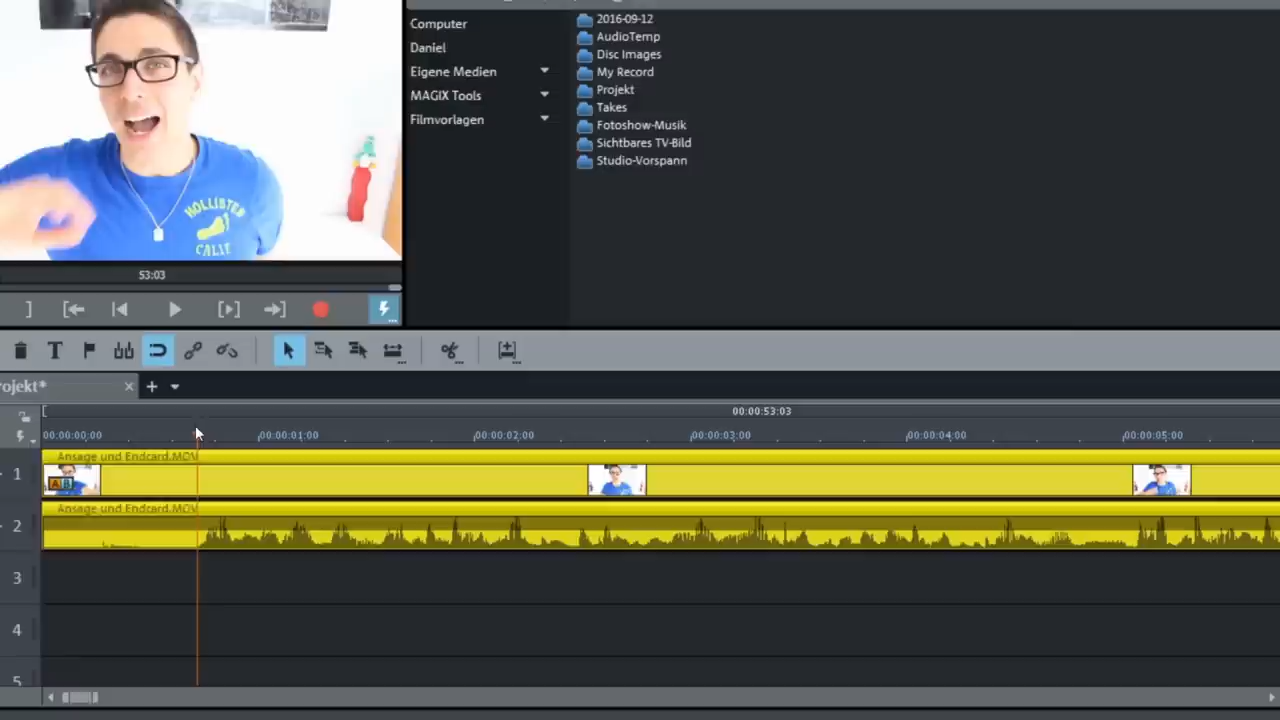 Computer
Daniel
Eigene Medien
MAGIX Tools
Filmvorlagen
2016-09-12
AudioTemp
Disc Images
My Record
Projekt
Takes
Fotoshow-Musik
Sichtbares TV-Bild
Studio-Vorspann
HOLLISTER
CALIF
53:03
rojekt*
00:00:53:03
00:00:00:00
00:00:01:00
00:00:02:00
00:00:03:00
00:00:04:00
00:00:05:00
Ansage und Endcard.MOV
1
AB
Ansage und Endcard.MOV
2
3
4
5